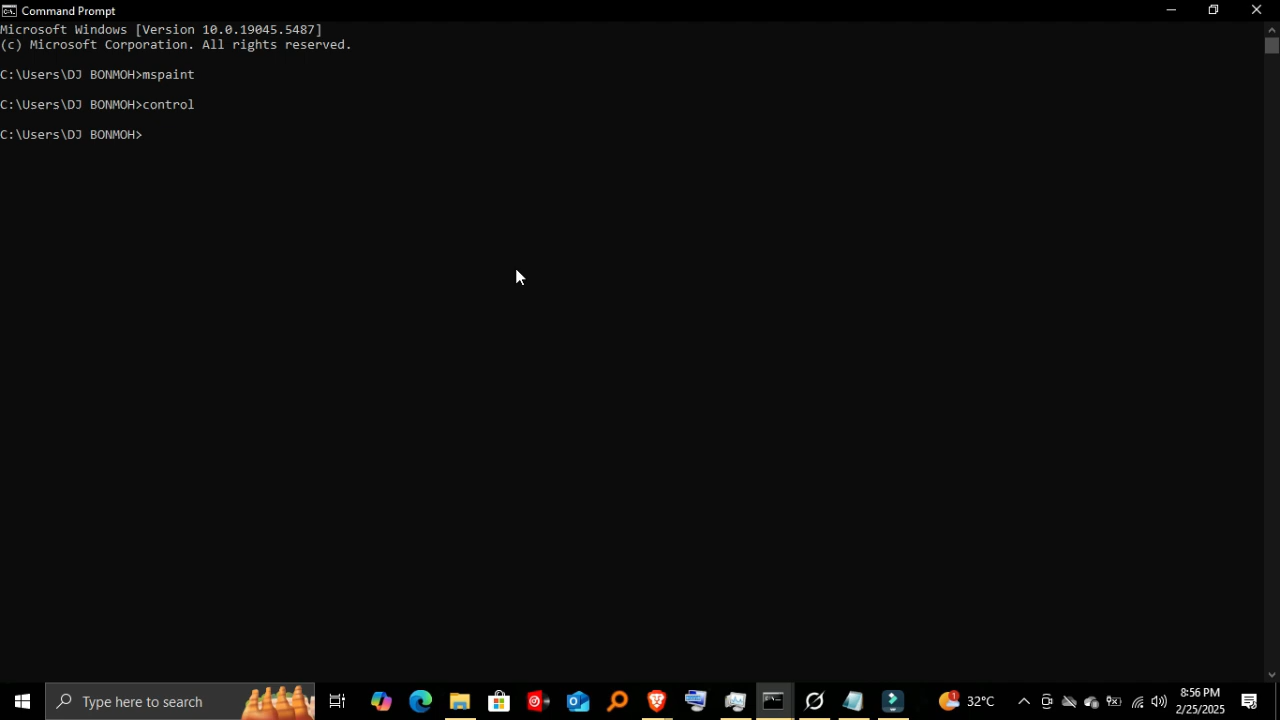 Command Prompt
Microsoft Windows [Version 10.0.19045.5487]
(c) Microsoft Corporation. All rights reserved.
C:\Users\DJ BONMOH>mspaint
C:\Users\DJ BONMOH>control
C:\Users\DJ BONMOH>
Type here to search
1
32°C
8:56 PM
2/25/2025